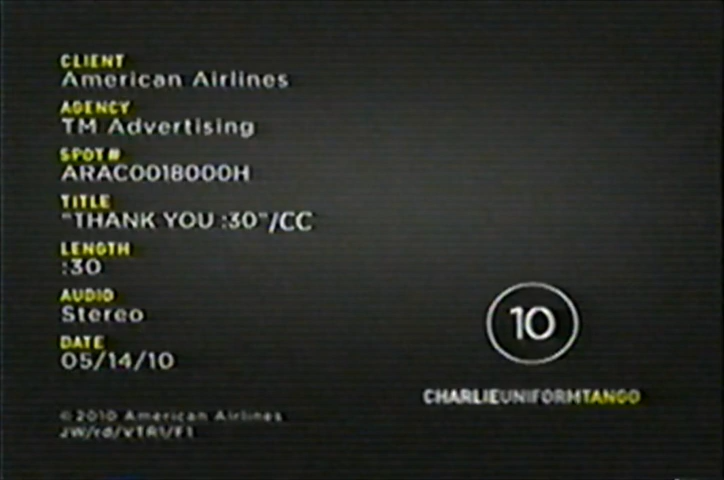 CLIENT
American Airlines
AGENCY
TM Advertising
SPOT #
ARAC0018000H
TITLE
"THANK YOU :30"/CC
LENGTH
:30
AUDIO
Stereo
DATE
05/14/10
© 2010 American Airlines
JW/rd/VTR1/F1
10
CHARLIEUNIFORMTANGO